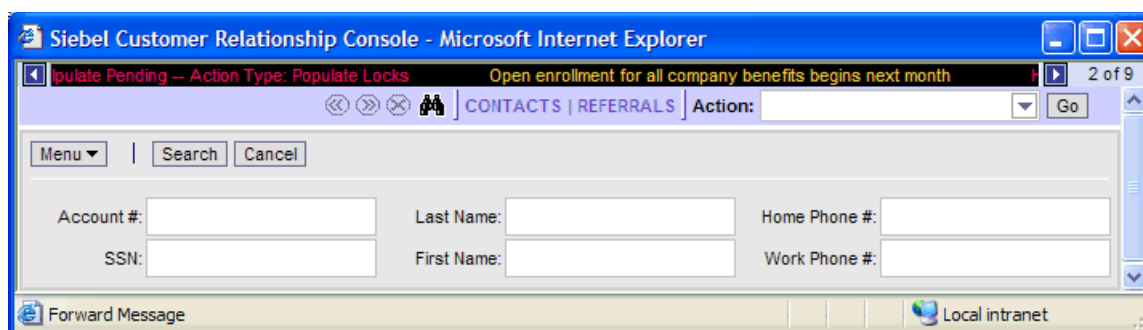 Siebel Customer Relationship Console - Microsoft Internet Explorer
Pending -- Action Type: Populate Locks Open enrollment for all company benefits begins next month 2 of 9
CONTACTS | REFERRALS Action: Go
Menu Search Cancel
Account #: Last Name: Home Phone #:
SSN: First Name: Work Phone #:
Forward Message Local intranet